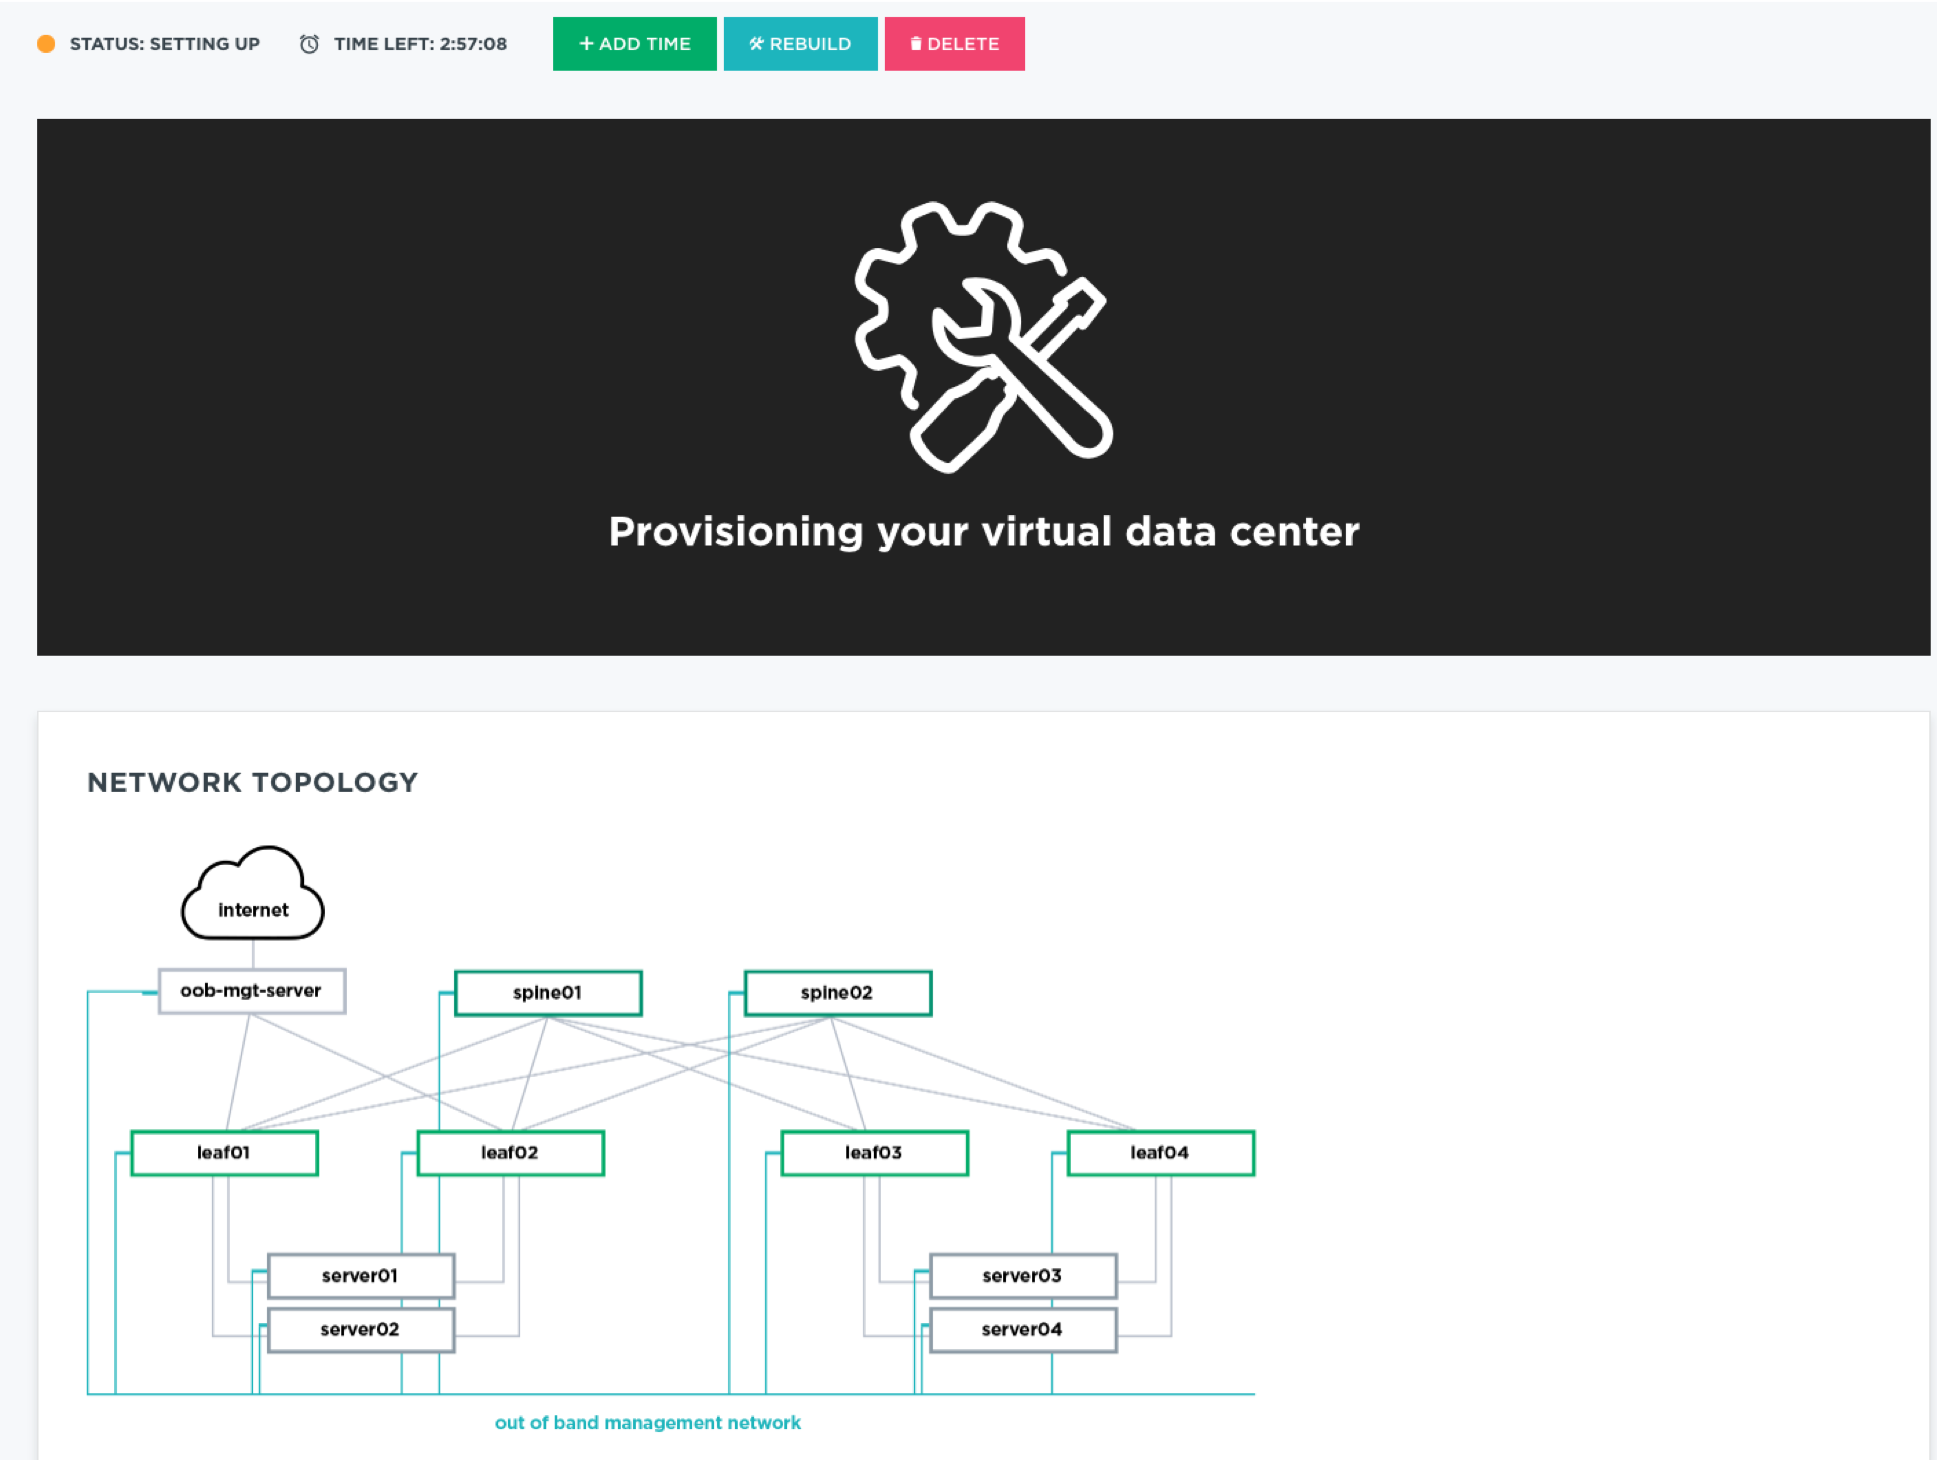 STATUS: SETTING UP TIME LEFT: 2:57:08 + ADD TIME REBUILD DELETE
Provisioning your virtual data center
NETWORK TOPOLOGY
internet
oob-mgt-server spine01 spine02
leaf01 leaf02 leaf03 leaf04
server01 server03
server02 server04
out of band management network